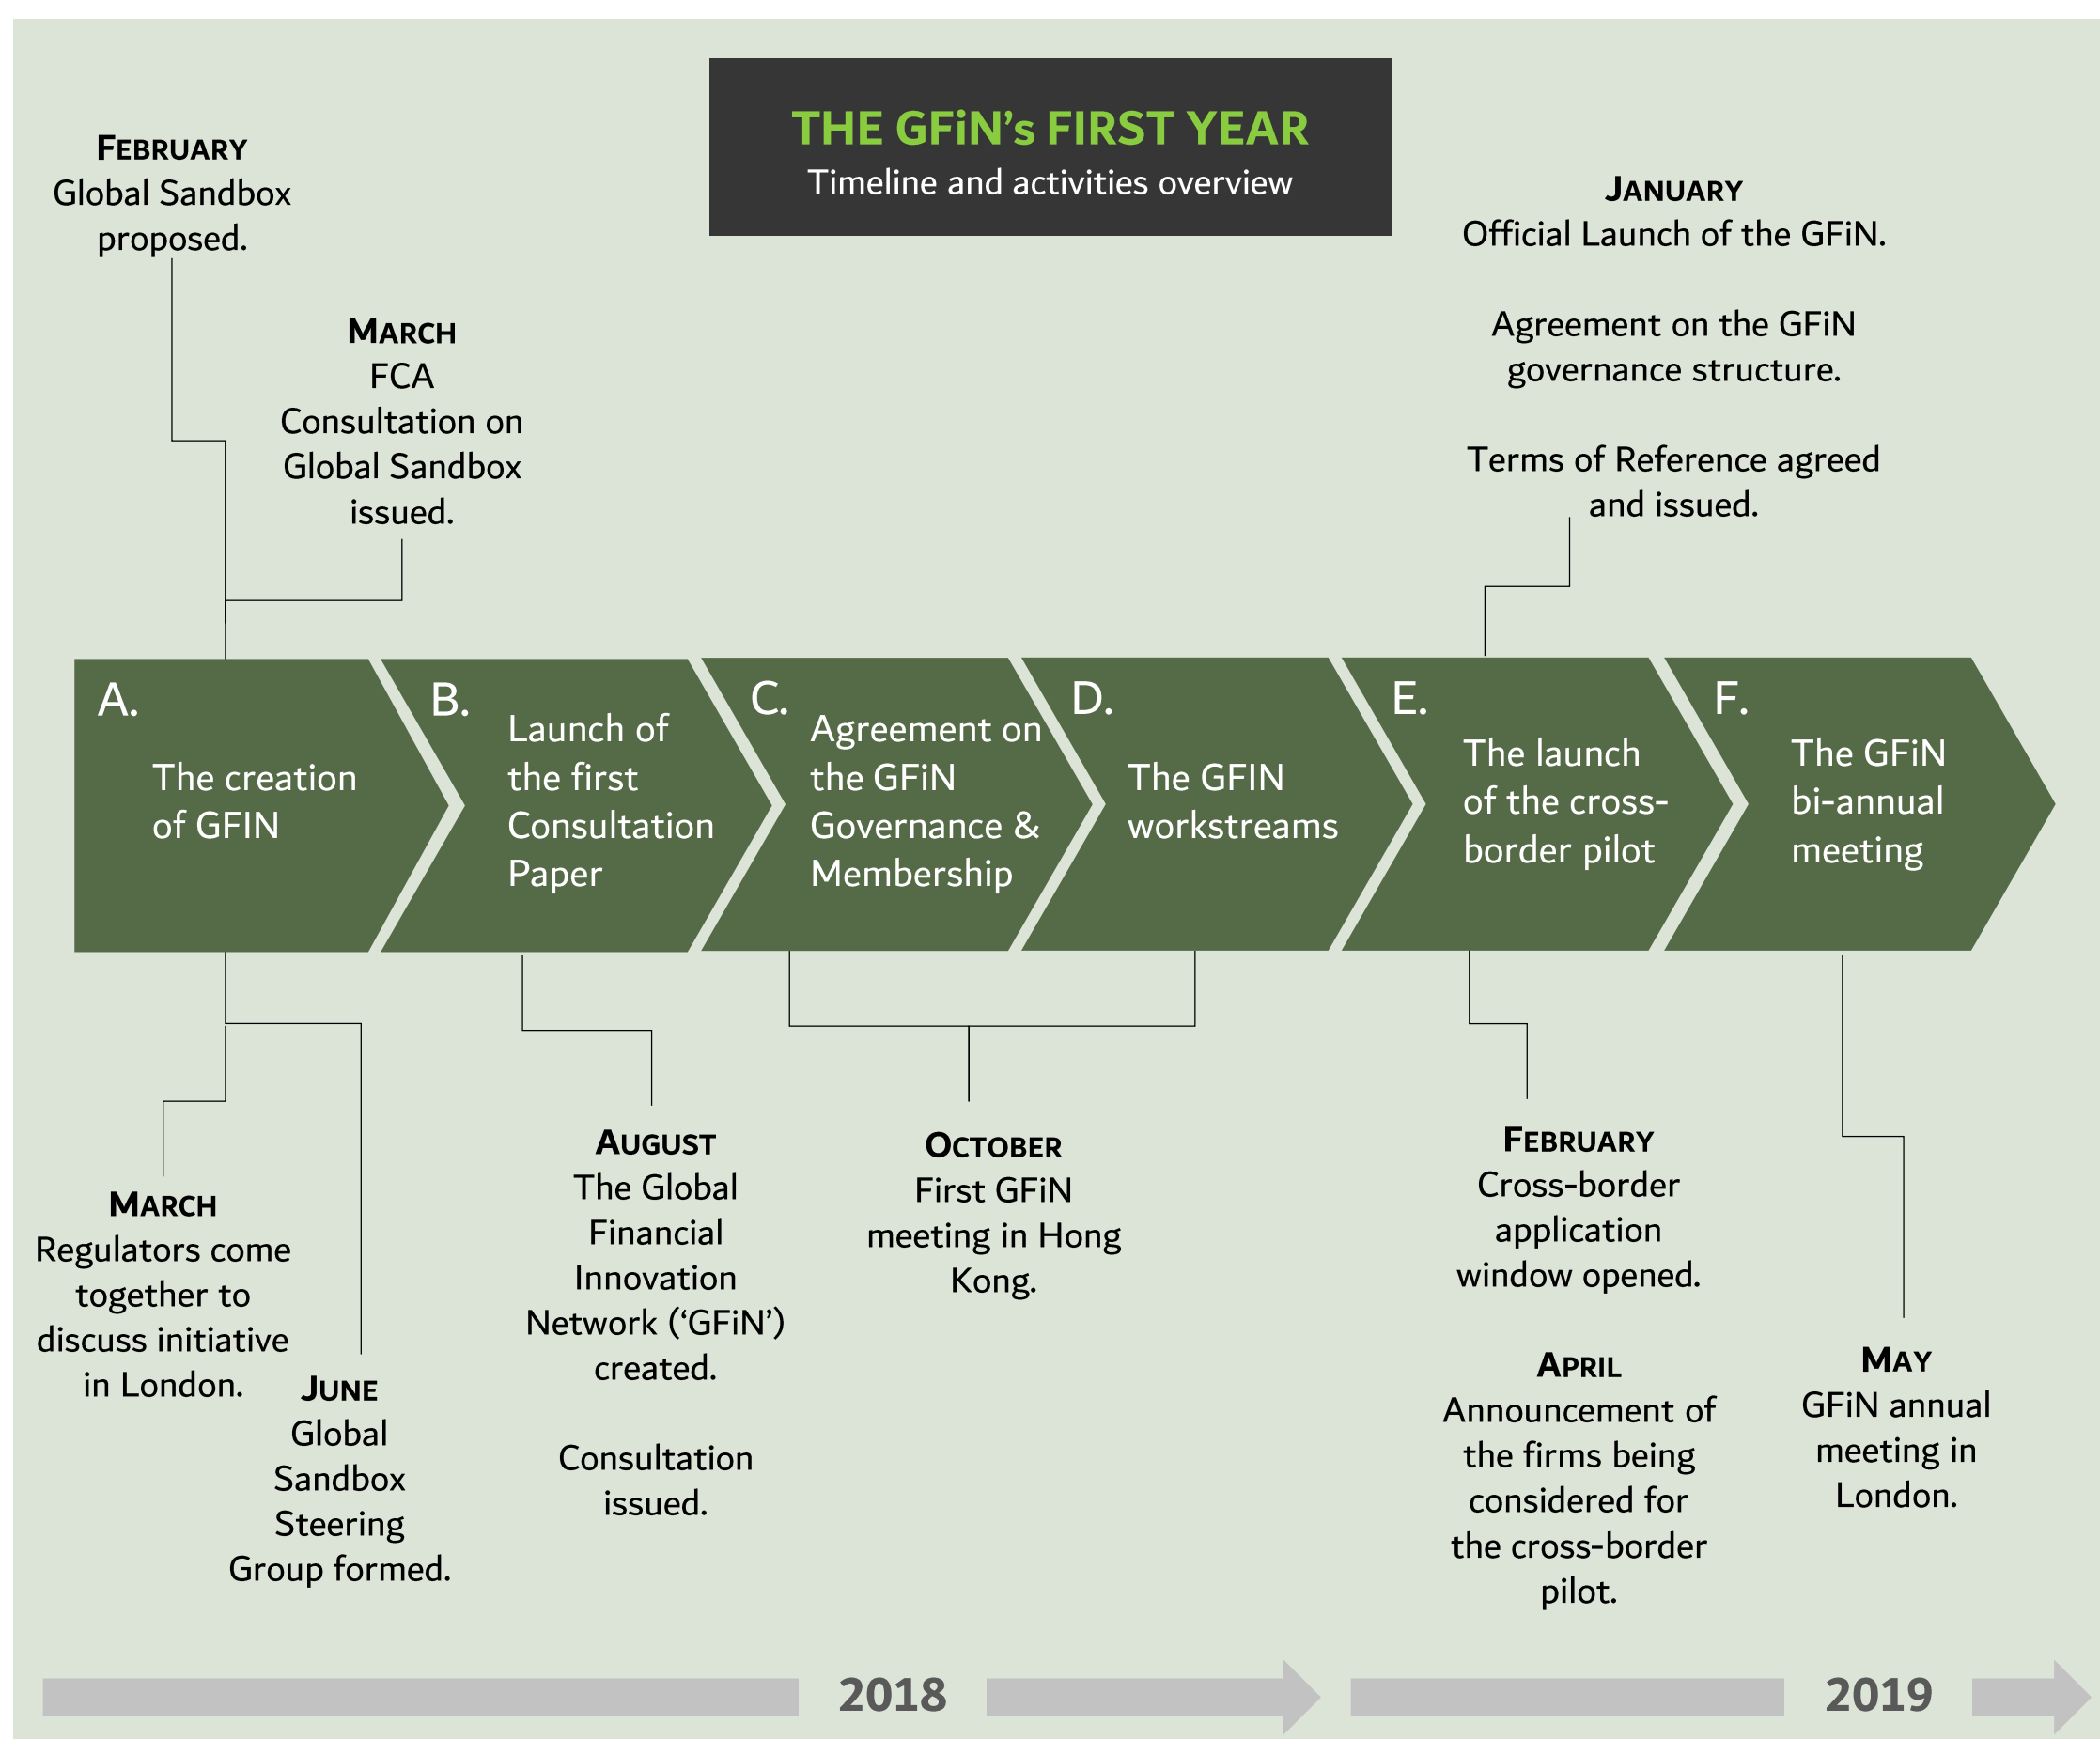 THE GFiN's FIRST YEAR
Timeline and activities overview
FEBRUARY
Global Sandbox
proposed.
MARCH
FCA
Consultation on
Global Sandbox
issued.
JANUARY
Official Launch of the GFiN.
Agreement on the GFiN
governance structure.
Terms of Reference agreed
and issued.
A.
The creation
of GFIN
B.
Launch of
the first
Consultation
Paper
C.
Agreement on
the GFiN
Governance &
Membership
D.
The GFIN
workstreams
E.
The launch
of the cross-
border pilot
F.
The GFiN
bi-annual
meeting
MARCH
Regulators come
together to
discuss initiative
in London.
JUNE
Global
Sandbox
Steering
Group formed.
AUGUST
The Global
Financial
Innovation
Network (‘GFiN’)
created.
Consultation
issued.
OCTOBER
First GFiN
meeting in Hong
Kong.
FEBRUARY
Cross-border
application
window opened.
APRIL
Announcement of
the firms being
considered for
the cross-border
pilot.
MAY
GFiN annual
meeting in
London.
2018
2019